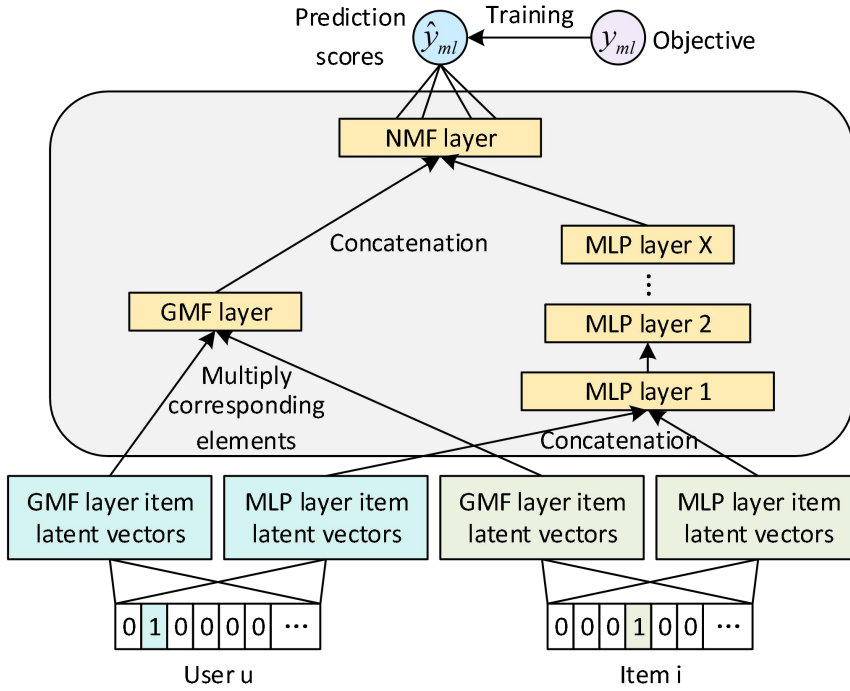 Prediction
scores
ŷ_ml
Training
y_ml
Objective
NMF layer
Concatenation
MLP layer X
⋮
GMF layer
MLP layer 2
Multiply
corresponding
elements
MLP layer 1
Concatenation
GMF layer item
latent vectors
MLP layer item
latent vectors
GMF layer item
latent vectors
MLP layer item
latent vectors
0 1 0 0 0 0 ···
0 0 0 1 0 0 ···
User u
Item i